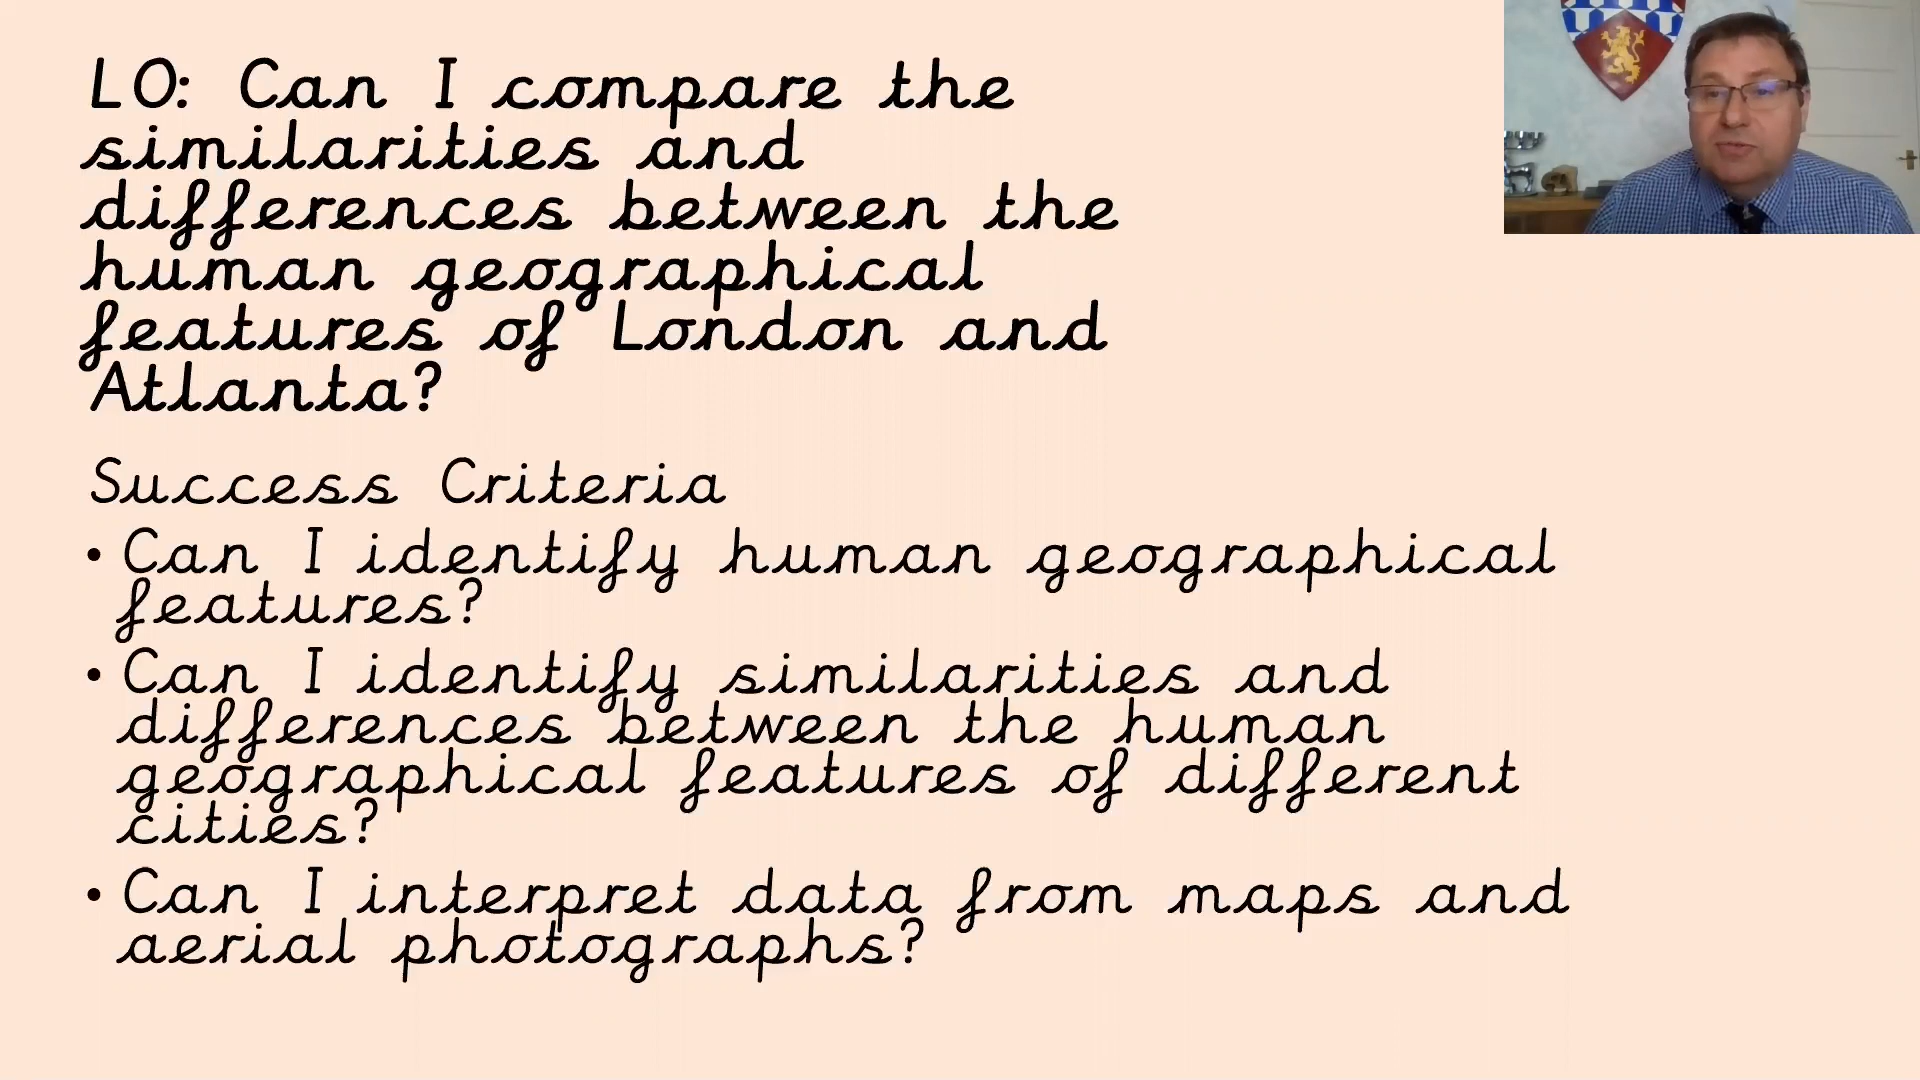 LO: Can I compare the
similarities and
differences between the
human geographical
features of London and
Atlanta?
Success Criteria
• Can I identify human geographical
features?
• Can I identify similarities and
differences between the human
geographical features of different
cities?
• Can I interpret data from maps and
aerial photographs?